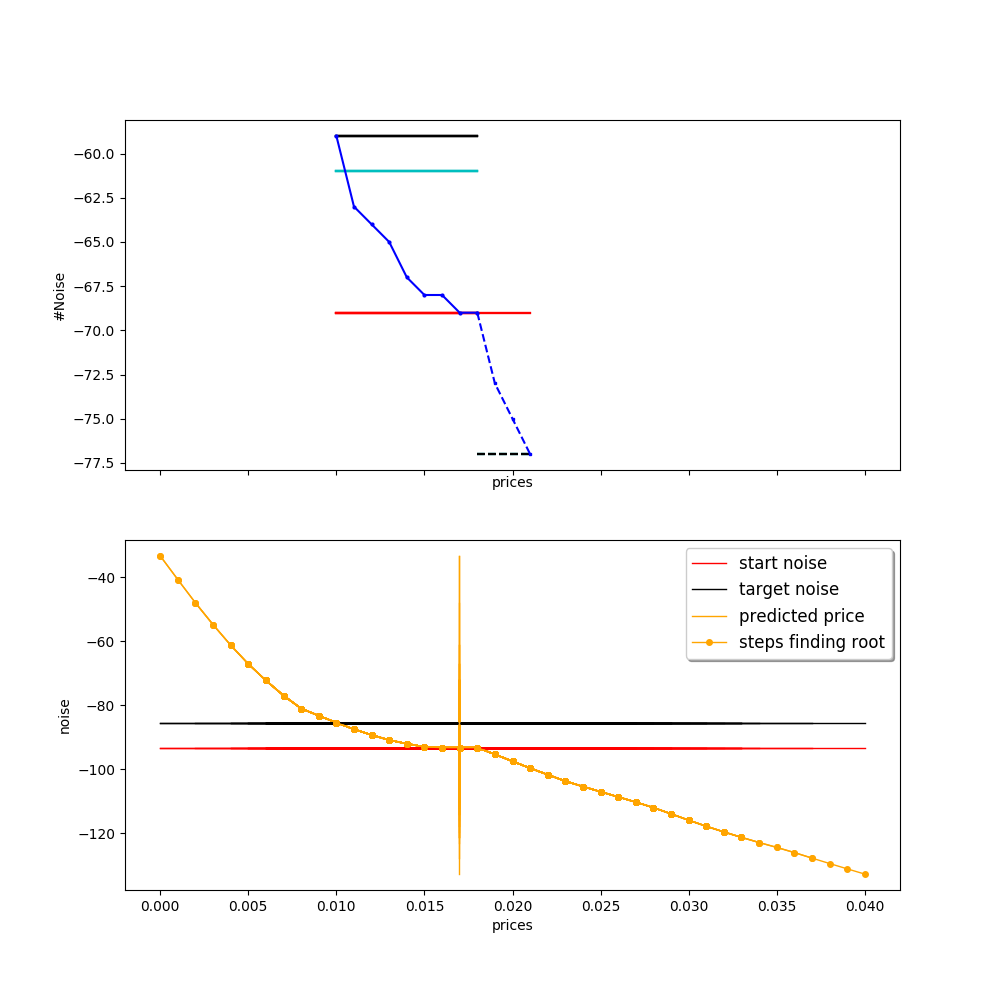 −60.0
−62.5
−65.0
−67.5
−70.0
−72.5
−75.0
−77.5
#Noise
prices
−40
−60
−80
−100
−120
noise
start noise
target noise
predicted price
steps finding root
0.000 0.005 0.010 0.015 0.020 0.025 0.030 0.035 0.040
prices